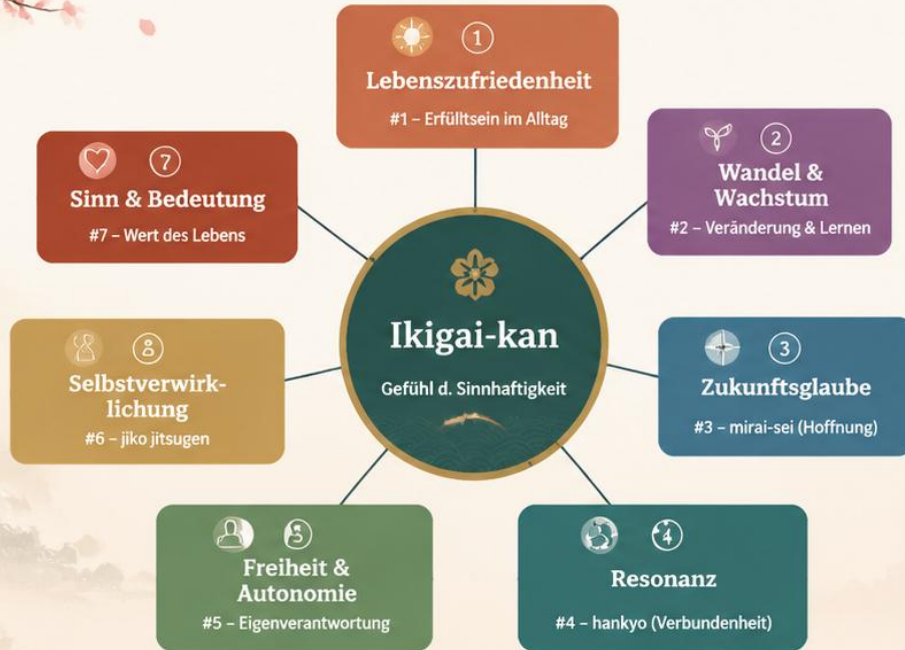 1
Lebenszufriedenheit
#1 – Erfülltsein im Alltag
2
Wandel &
Wachstum
#2 – Veränderung & Lernen
3
Zukunftsglaube
#3 – mirai-sei (Hoffnung)
4
Resonanz
#4 – hankyo (Verbundenheit)
Freiheit &
Autonomie
#5 – Eigenverantwortung
Selbstverwirk-
lichung
#6 – jiko jitsugen
7
Sinn & Bedeutung
#7 – Wert des Lebens
Ikigai-kan
Gefühl d. Sinnhaftigkeit